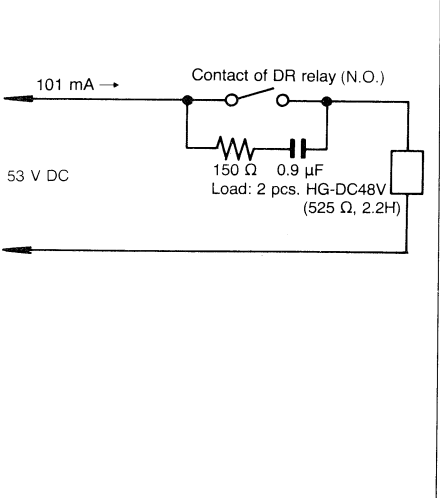 Contact of DR relay (N.O.)
101 mA →
150 Ω 0.9 µF
53 V DC
Load: 2 pcs. HG-DC48V
(525 Ω, 2.2H)